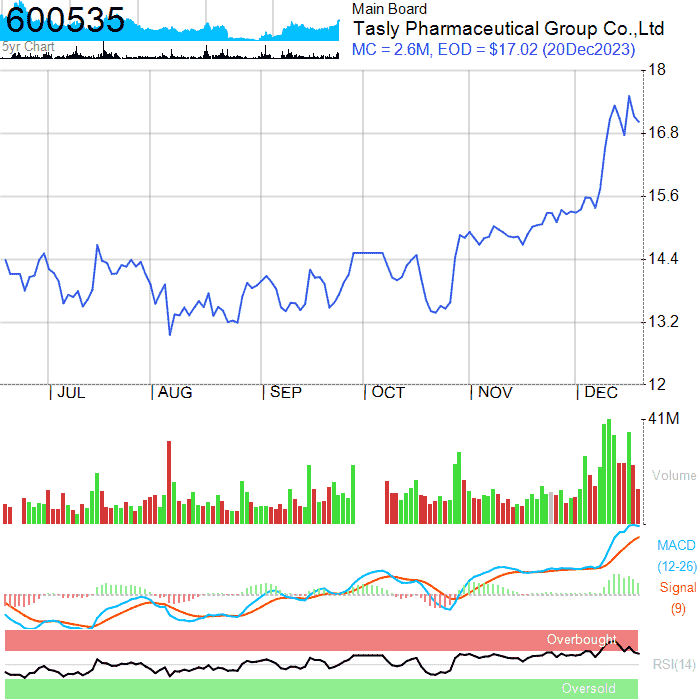 600535
5yr Chart
Main Board
Tasly Pharmaceutical Group Co.,Ltd
MC = 2.6M, EOD = $17.02 (20Dec2023)
18
16.8
15.6
14.4
13.2
12
JUL
AUG
SEP
OCT
NOV
DEC
41M
Volume
MACD
(12-26)
Signal
(9)
Overbought
RSI(14)
Oversold